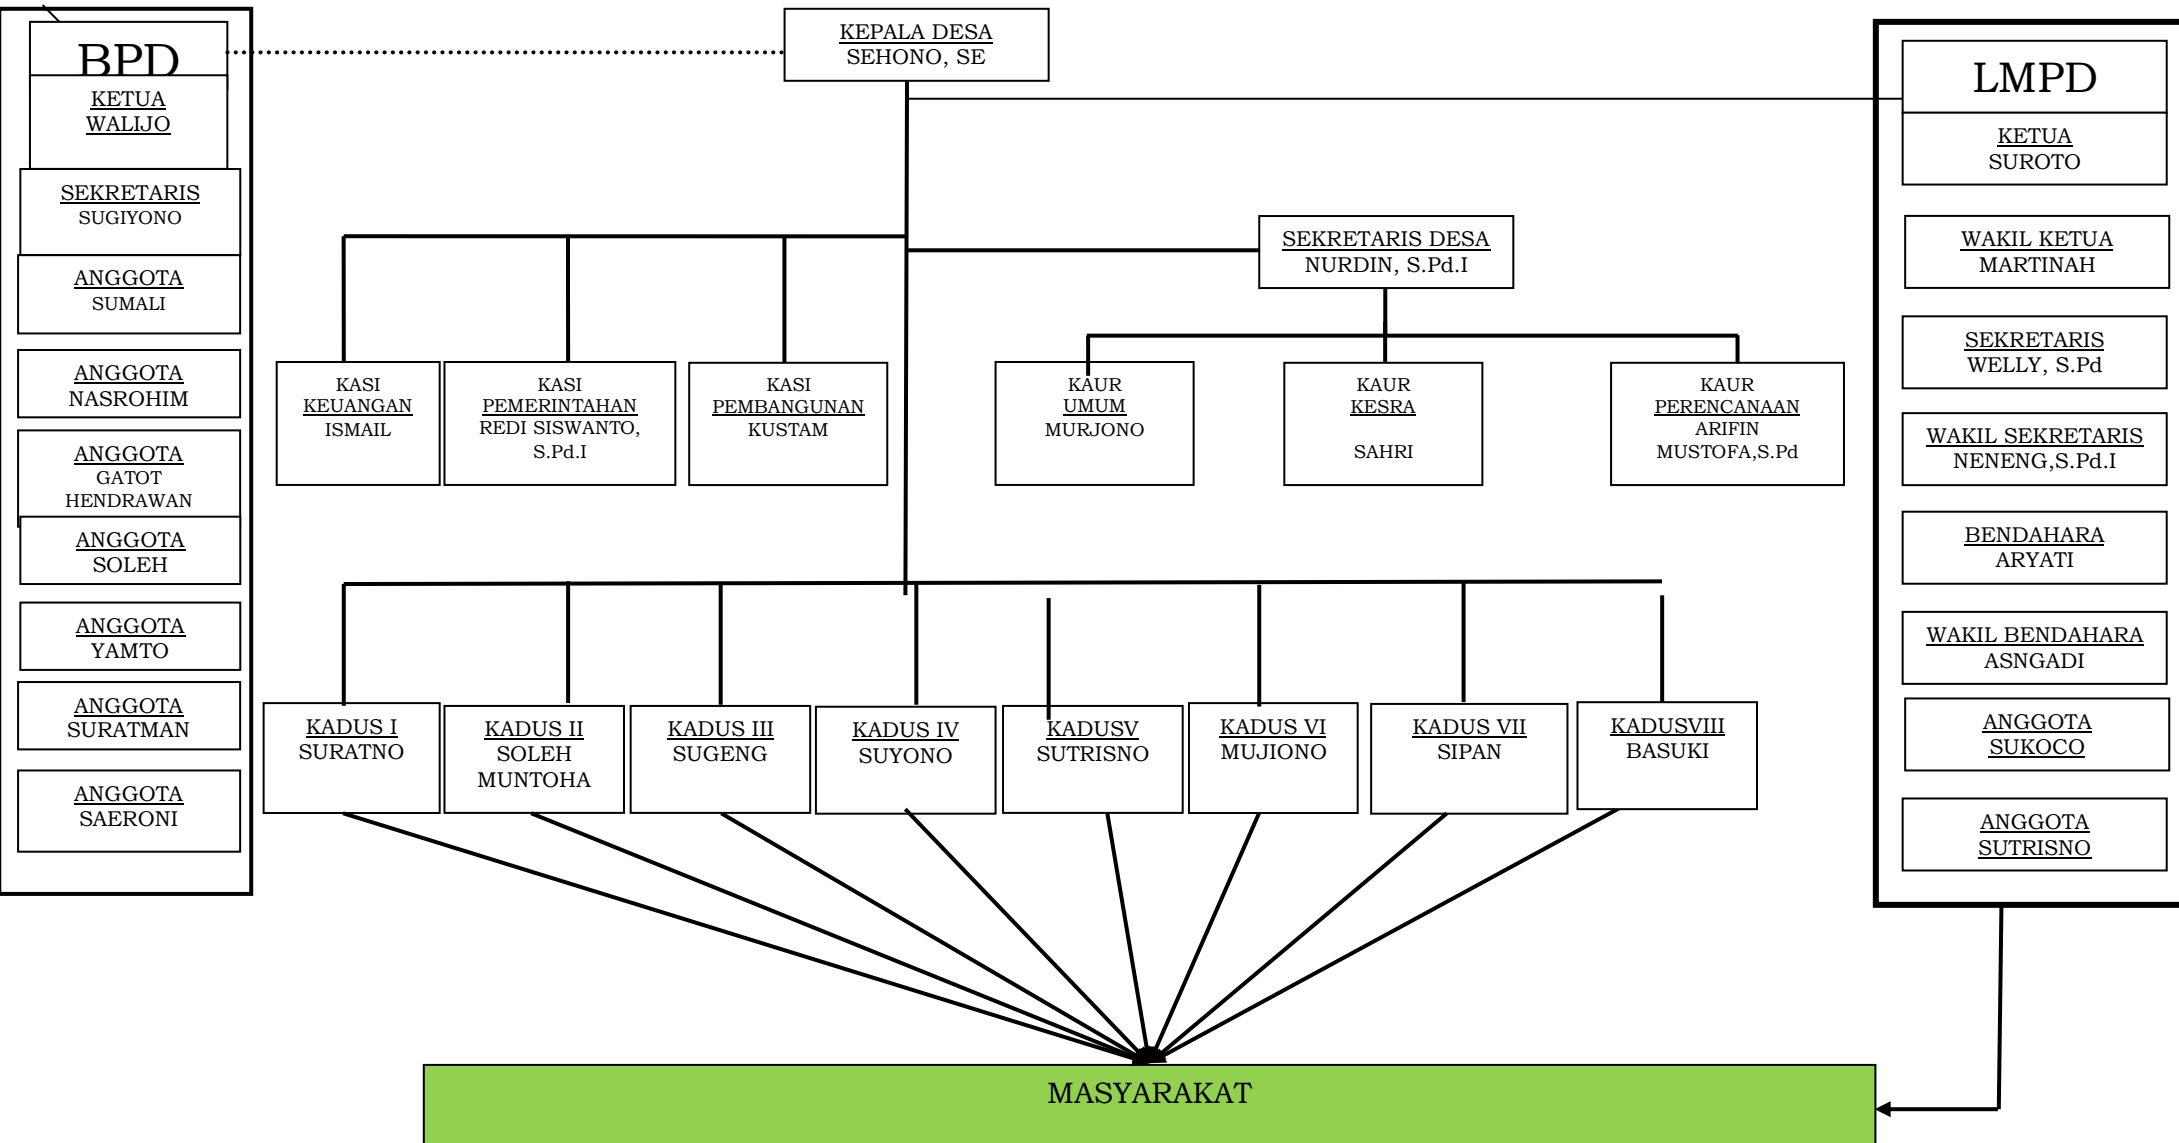 BPD
KETUA
WALIJO
SEKRETARIS
SUGIYONO
ANGGOTA
SUMALI
ANGGOTA
NASROHIM
ANGGOTA
GATOT
HENDRAWAN
ANGGOTA
SOLEH
ANGGOTA
YAMTO
ANGGOTA
SURATMAN
ANGGOTA
SAERONI
KEPALA DESA
SEHONO, SE
SEKRETARIS DESA
NURDIN, S.Pd.I
KASI
KEUANGAN
ISMAIL
KASI
PEMERINTAHAN
REDI SISWANTO,
S.Pd.I
KASI
PEMBANGUNAN
KUSTAM
KAUR
UMUM
MURJONO
KAUR
KESRA
SAHRI
KAUR
PERENCANAAN
ARIFIN
MUSTOFA,S.Pd
KADUS I
SURATNO
KADUS II
SOLEH
MUNTOHA
KADUS III
SUGENG
KADUS IV
SUYONO
KADUSV
SUTRISNO
KADUS VI
MUJIONO
KADUS VII
SIPAN
KADUSVIII
BASUKI
LMPD
KETUA
SUROTO
WAKIL KETUA
MARTINAH
SEKRETARIS
WELLY, S.Pd
WAKIL SEKRETARIS
NENENG,S.Pd.I
BENDAHARA
ARYATI
WAKIL BENDAHARA
ASNGADI
ANGGOTA
SUKOCO
ANGGOTA
SUTRISNO
MASYARAKAT